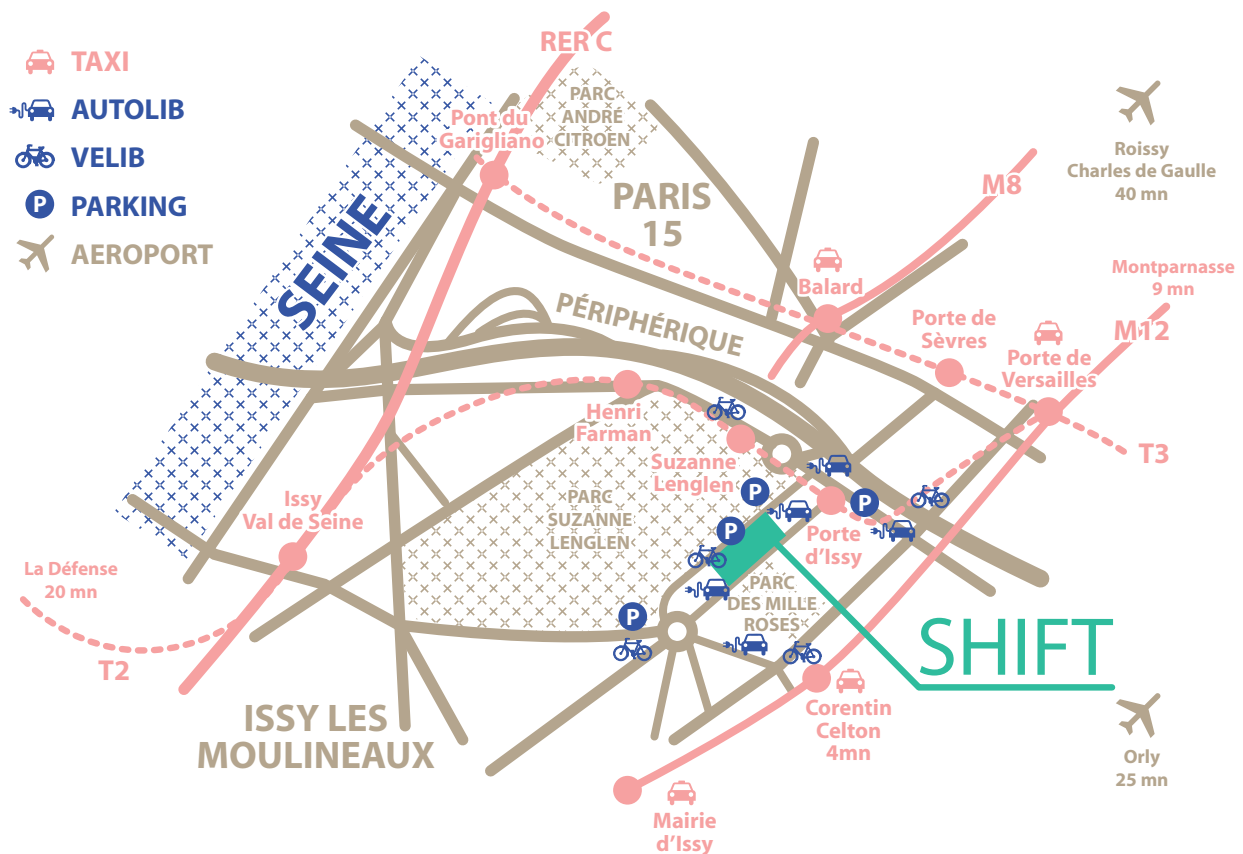 TAXI
AUTOLIB
VELIB
P PARKING
AEROPORT
RER C
PARC
ANDRÉ
CITROEN
Pont du
Garigliano
SEINE
PARIS
15
M8
Roissy
Charles de Gaulle
40 mn
Balard
Montparnasse
9 mn
M12
PÉRIPHÉRIQUE
Porte de
Sèvres
Porte de
Versailles
T3
Henri
Farman
Suzanne
Lenglen
P
P
P
Porte
d'Issy
PARC
SUZANNE
LENGLEN
Issy
Val de Seine
La Défense
20 mn
T2
PARC
DES MILLE
ROSES
P
SHIFT
ISSY LES
MOULINEAUX
Corentin
Celton
4mn
Orly
25 mn
Mairie
d'Issy